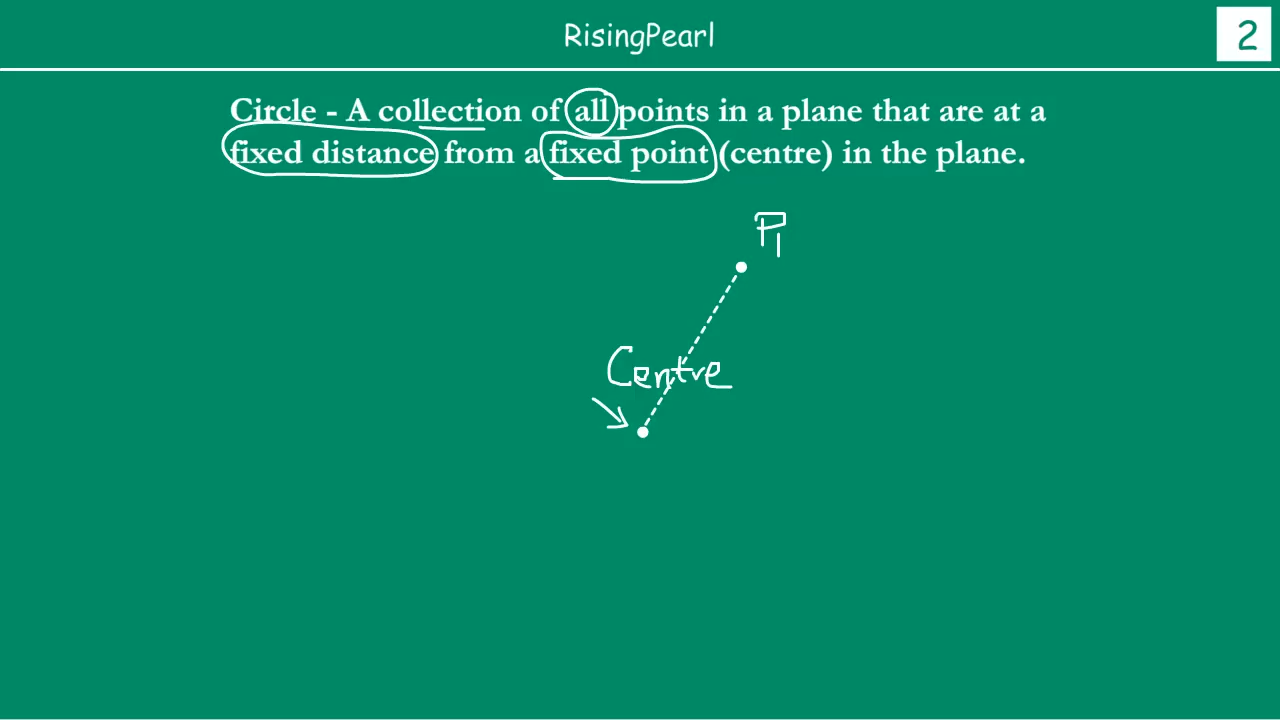 RisingPearl
2
Circle - A collection of all points in a plane that are at a
fixed distance from a fixed point (centre) in the plane.
P1
Centre